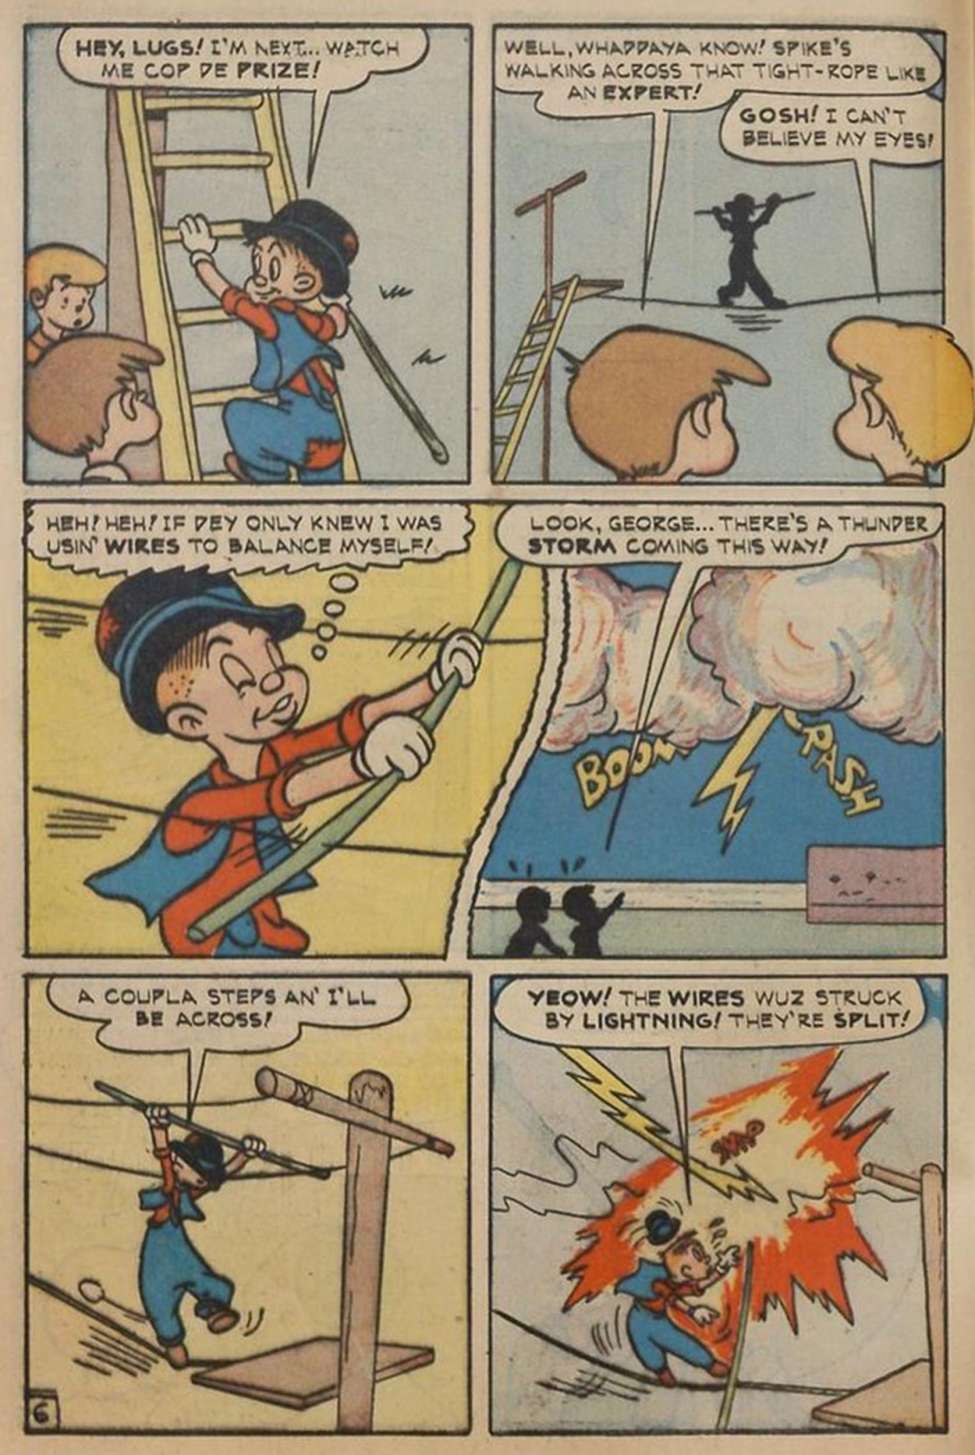 HEY, LUGS! I'M NEXT... WATCH
ME COP DE PRIZE!
WELL, WHADDAYA KNOW! SPIKE'S
WALKING ACROSS THAT TIGHT-ROPE LIKE
AN EXPERT!
GOSH! I CAN'T
BELIEVE MY EYES!
HEH! HEH! IF DEY ONLY KNEW I WAS
USIN' WIRES TO BALANCE MYSELF!
LOOK, GEORGE... THERE'S A THUNDER
STORM COMING THIS WAY!
BOOM
CRASH
A COUPLA STEPS AN' I'LL
BE ACROSS!
YEOW! THE WIRES WUZ STRUCK
BY LIGHTNING! THEY'RE SPLIT!
SNAP
6